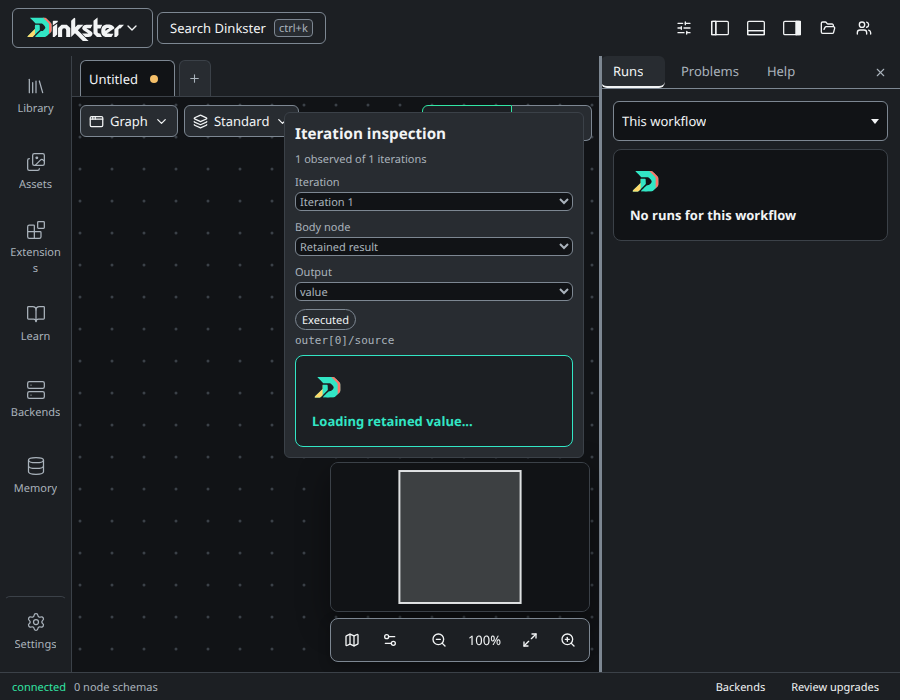 Dinkster
Search Dinkster ctrl+k
Library
Assets
Extension
s
Learn
Backends
Memory
Settings
Untitled
+
Graph
Standard
Iteration inspection
1 observed of 1 iterations
Iteration
Iteration 1
Body node
Retained result
Output
value
Executed
outer[0]/source
Loading retained value...
100%
Runs Problems Help
This workflow
No runs for this workflow
connected 0 node schemas
Backends Review upgrades